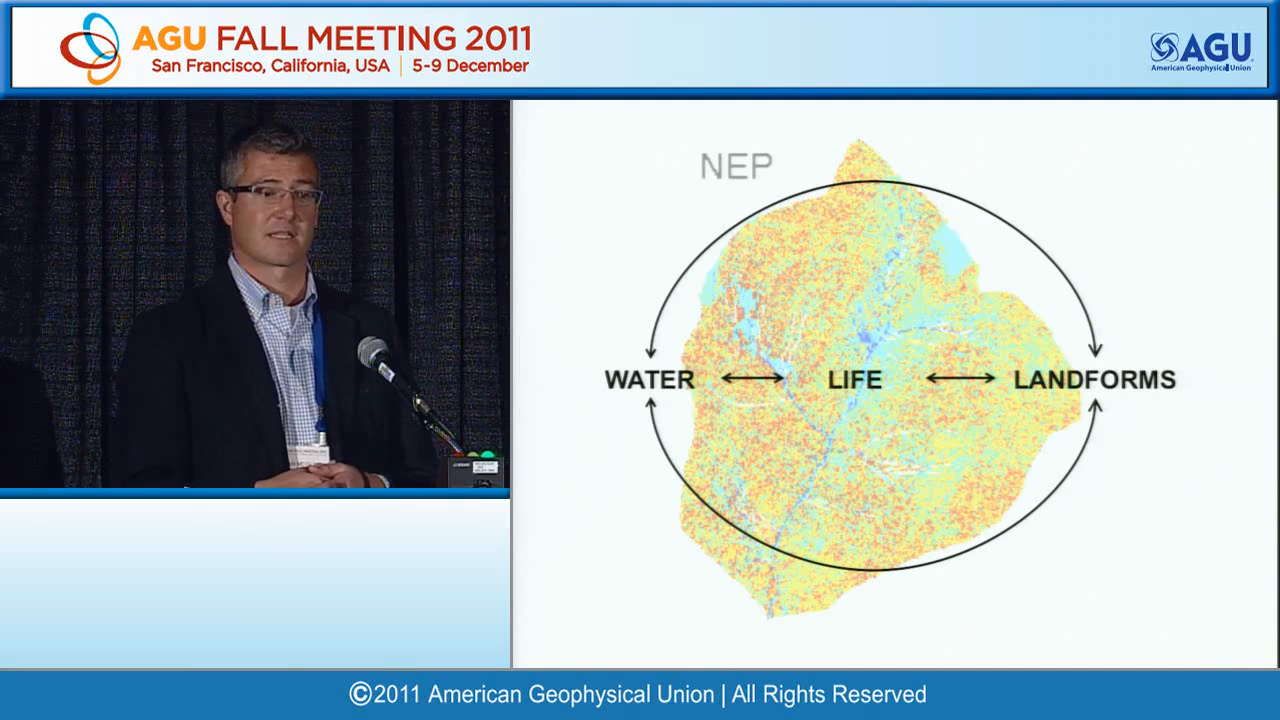 AGU FALL MEETING 2011
San Francisco, California, USA | 5-9 December
AGU
American Geophysical Union
NEP
WATER
LIFE
LANDFORMS
©2011 American Geophysical Union | All Rights Reserved